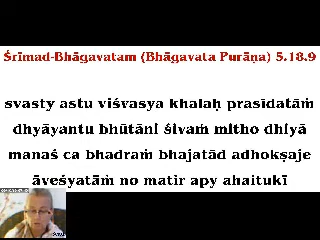 Śrīmad-Bhāgavatam (Bhāgavata Purāṇa) 5.18.9
svasty astu viśvasya khalaḥ prasīdatāṁ
dhyāyantu bhūtāni śivaṁ mitho dhiyā
manaś ca bhadraṁ bhajatād adhokṣaje
āveśyatāṁ no matir apy ahaitukī